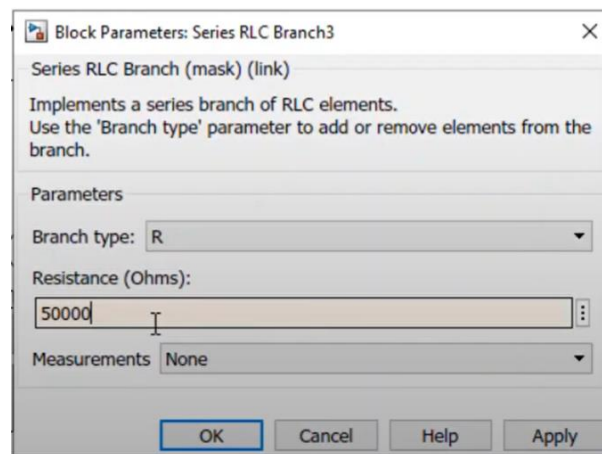 Block Parameters: Series RLC Branch3
Series RLC Branch (mask) (link)
Implements a series branch of RLC elements.
Use the 'Branch type' parameter to add or remove elements from the
branch.
Parameters
Branch type: R
Resistance (Ohms):
50000
Measurements None
OK Cancel Help Apply